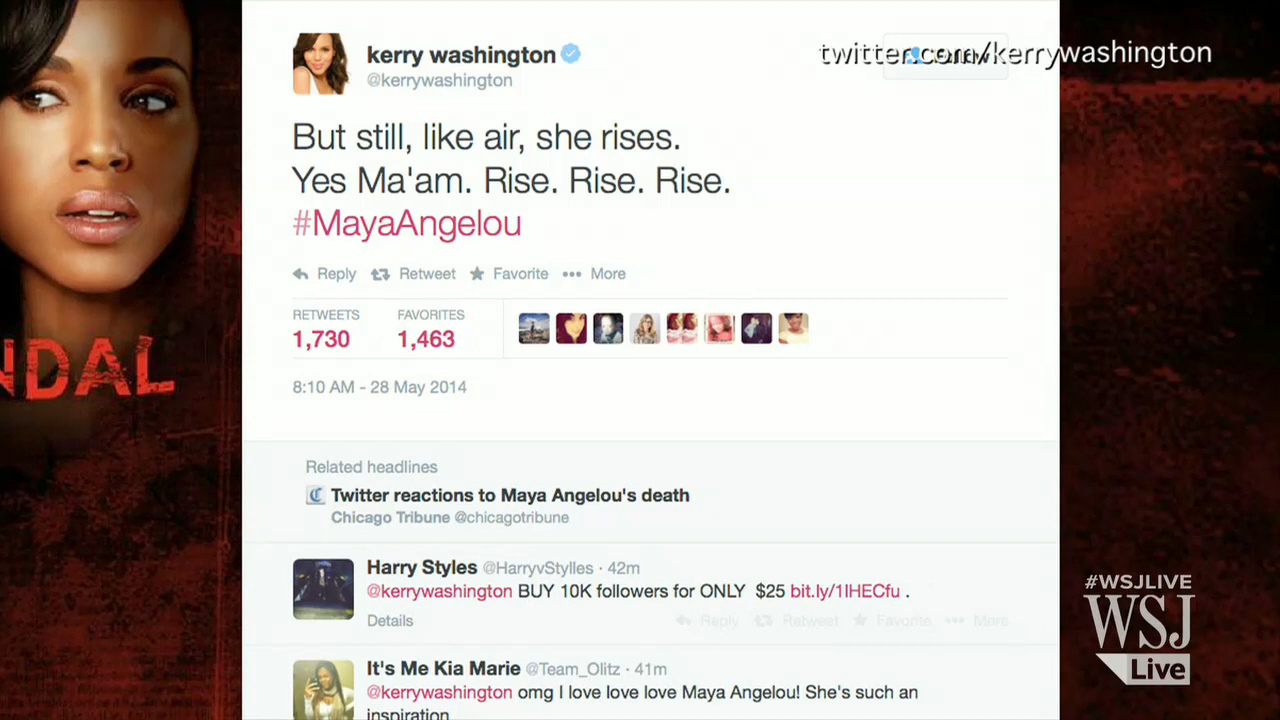 kerry washington
twitter.com/kerrywashington
@kerrywashington
But still, like air, she rises.
Yes Ma'am. Rise. Rise. Rise.
#MayaAngelou
Reply Retweet Favorite More
RETWEETS FAVORITES
1,730 1,463
8:10 AM - 28 May 2014
NDAL
Related headlines
Twitter reactions to Maya Angelou's death
Chicago Tribune @chicagotribune
Harry Styles @HarryvStylles · 42m
@kerrywashington BUY 10K followers for ONLY $25 bit.ly/1lHECfu .
Details
Reply Retweet Favorite More
It's Me Kia Marie @Team_Olitz · 41m
@kerrywashington omg I love love love Maya Angelou! She's such an
inspiration
#WSJLIVE
WSJ
Live